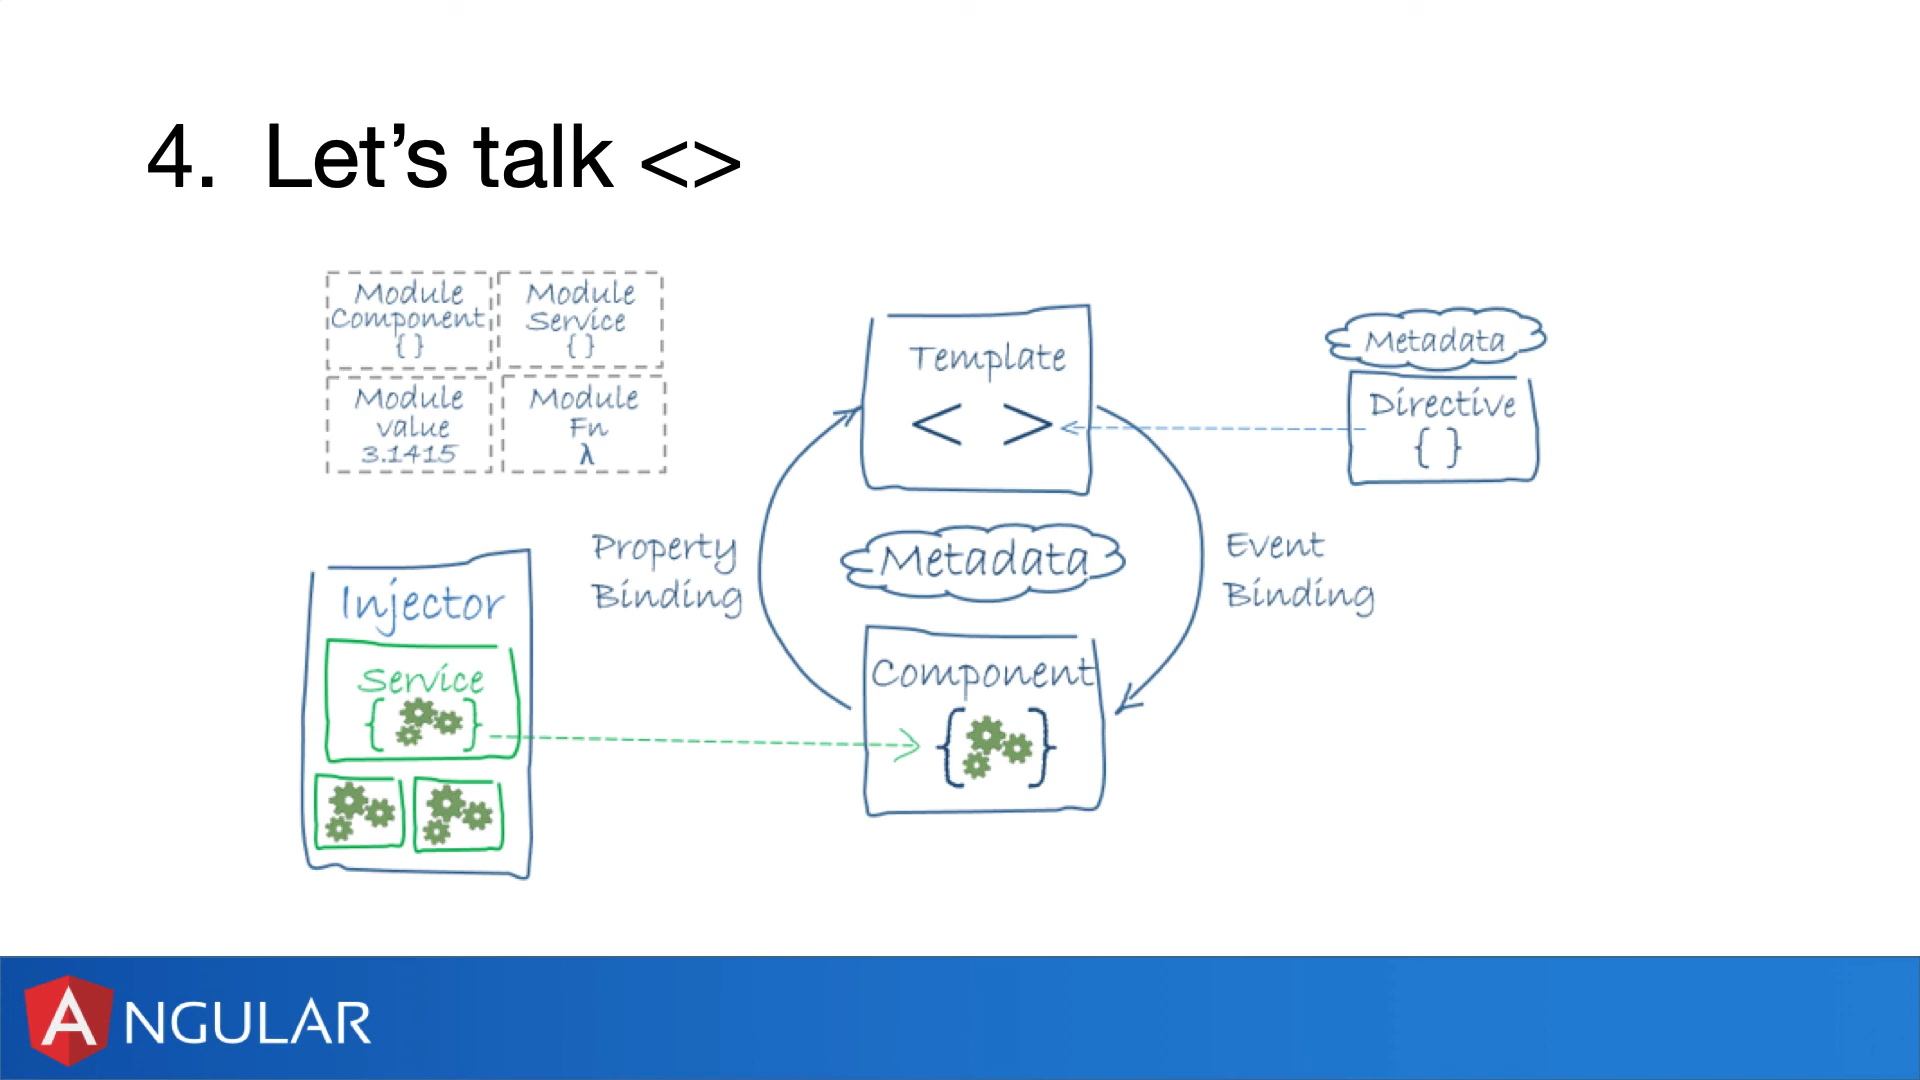 4. Let’s talk <>
Module
Component
{ }
Module
Service
{ }
Module
value
3.1415
Module
Fn
λ
Template
< >
Metadata
Directive
{ }
Property
Binding
Metadata
Event
Binding
Injector
Service
{ }
Component
{ }
ANGULAR